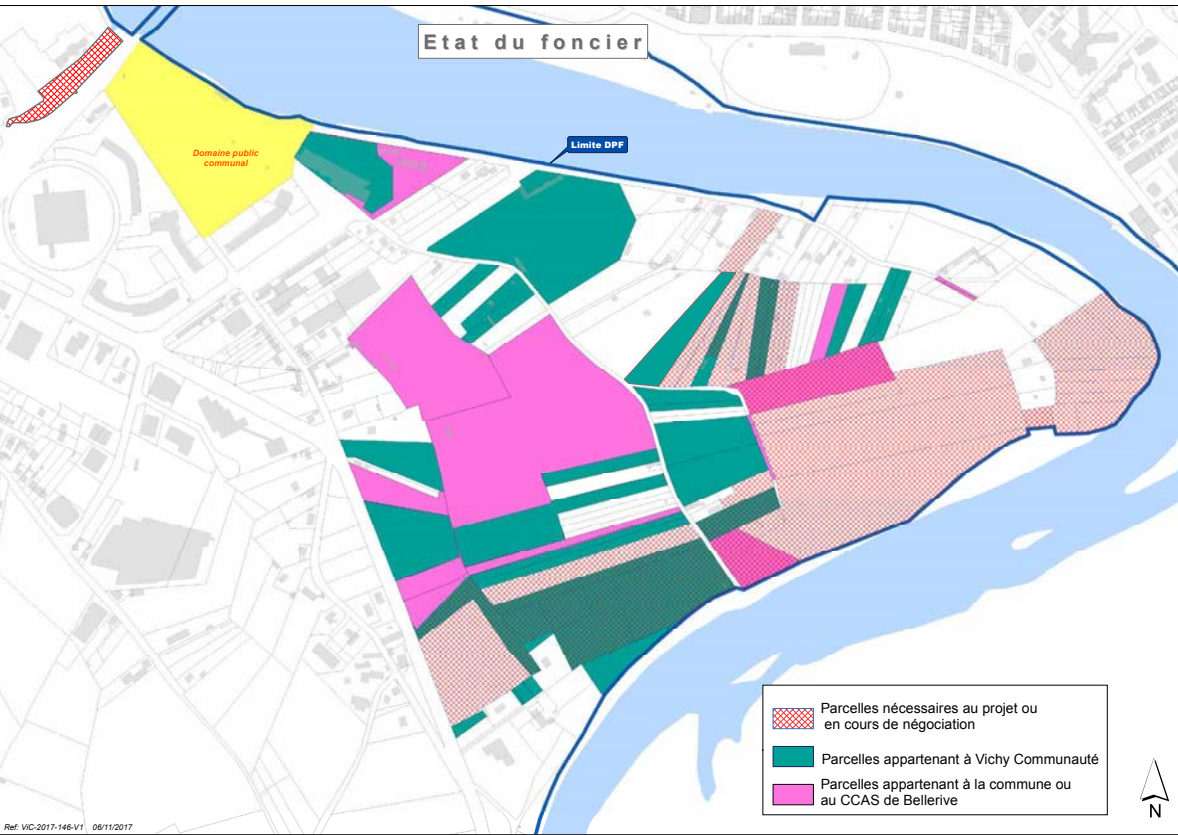 Etat du foncier
Limite DPF
Domaine public
communal
Parcelles nécessaires au projet ou
en cours de négociation
Parcelles appartenant à Vichy Communauté
Parcelles appartenant à la commune ou
au CCAS de Bellerive
N
Ref: VIC-2017-146-V1 06/11/2017